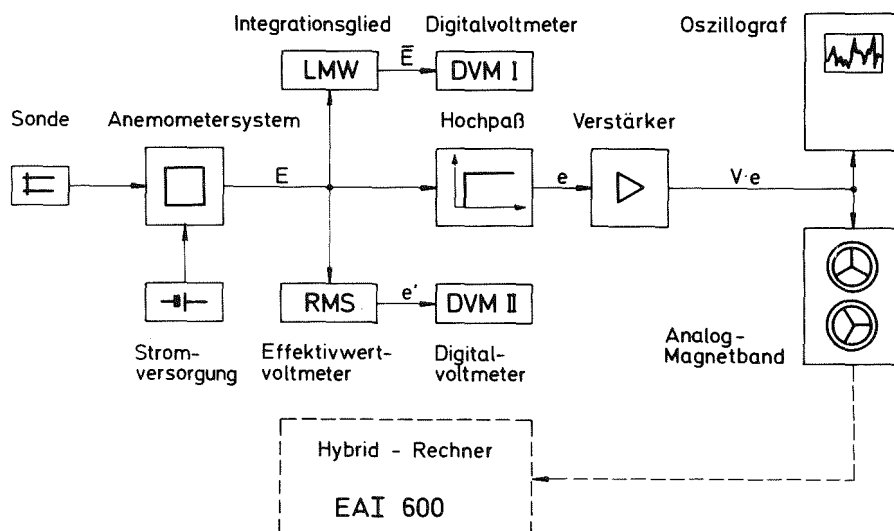 Integrationsglied
Digitalvoltmeter
Oszillograf
LMW
E̅
DVM I
Sonde
Anemometersystem
Hochpaß
Verstärker
E
e
V·e
RMS
e'
DVM II
Strom-
versorgung
Effektivwert-
voltmeter
Digital-
voltmeter
Analog-
Magnetband
Hybrid - Rechner
EAI 600